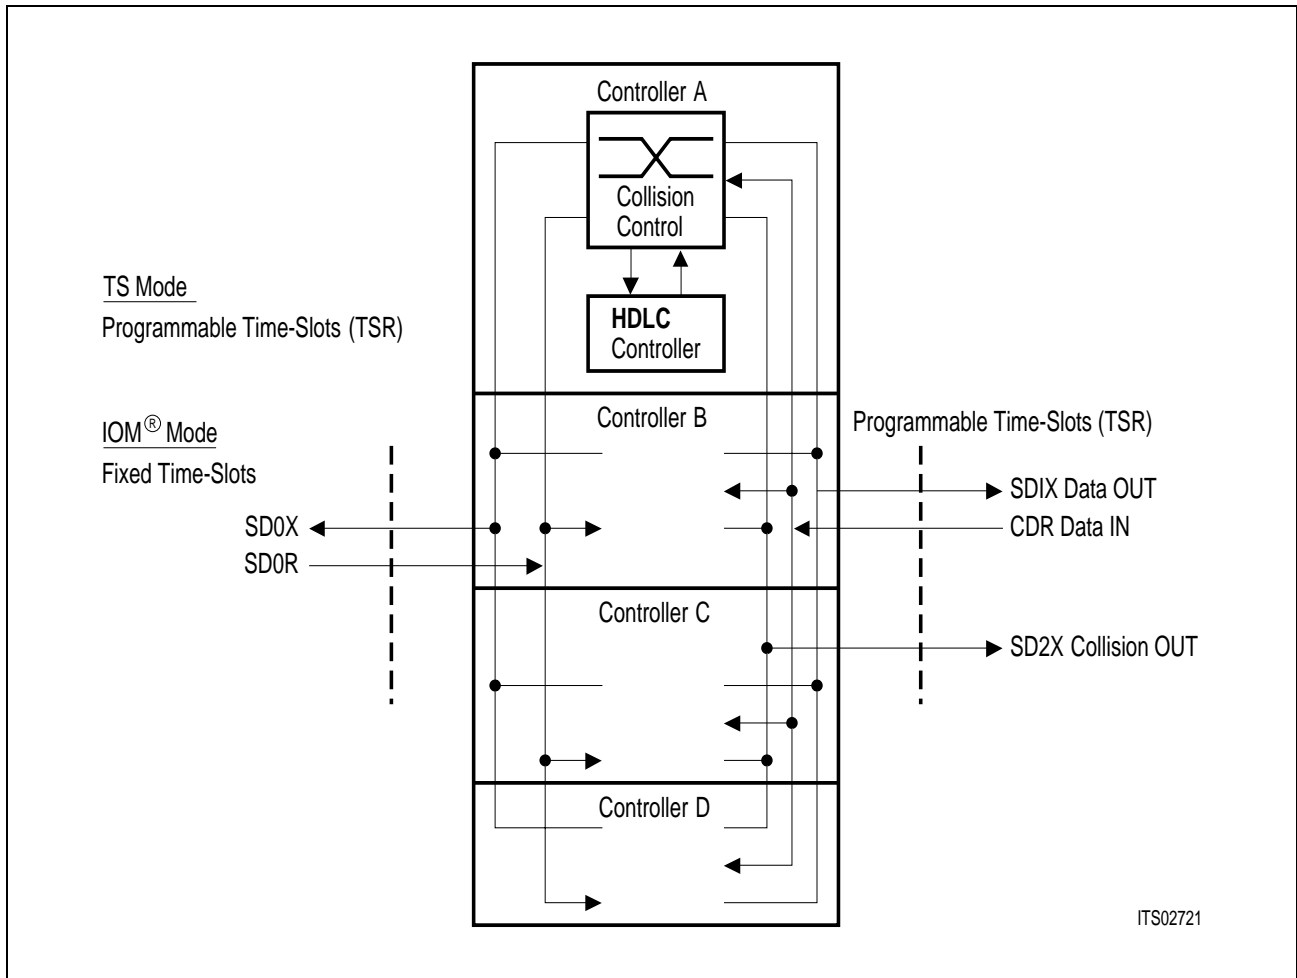 Controller A
Collision
Control
HDLC
Controller
TS Mode
Programmable Time-Slots (TSR)
IOM® Mode
Fixed Time-Slots
SD0X
SD0R
Controller B
Programmable Time-Slots (TSR)
SDIX Data OUT
CDR Data IN
Controller C
SD2X Collision OUT
Controller D
ITS02721